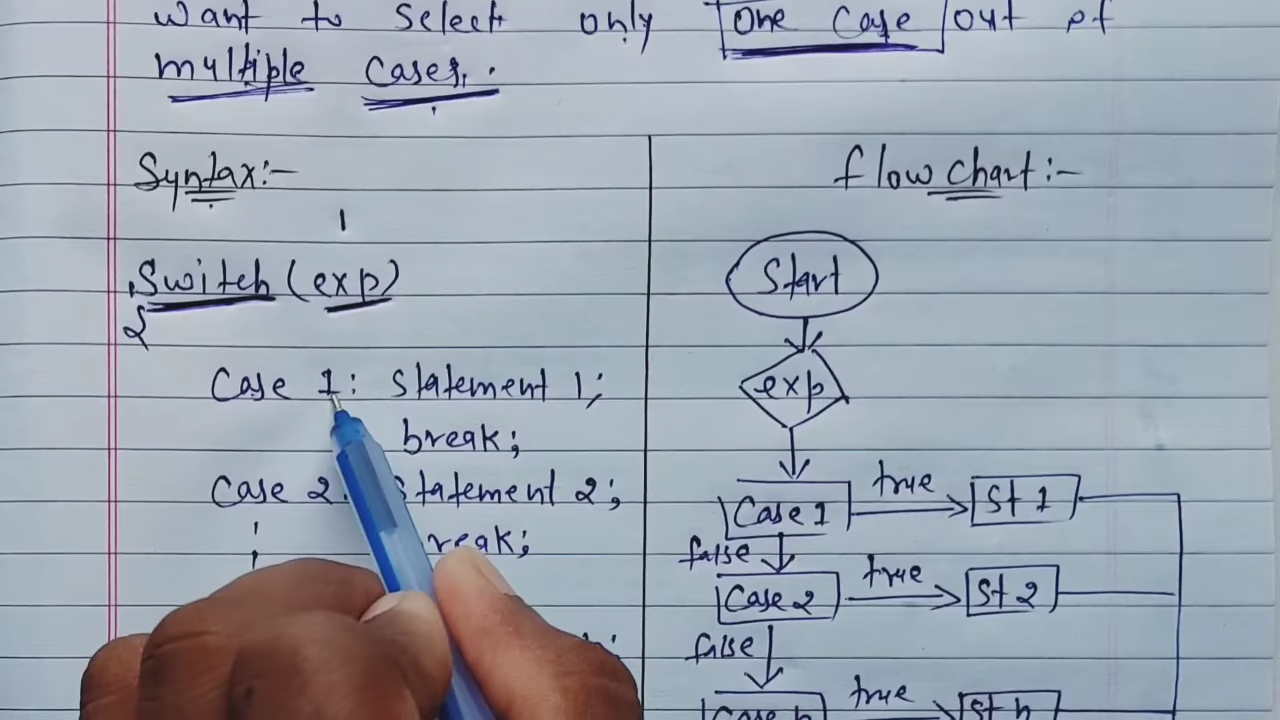 want to select only one case out of
multiple cases.
Syntax:-
Switch (exp)
{
Case 1: Statement 1;
break;
Case 2: Statement 2;
break;
flow chart:-
Start
exp
Case 1 true St 1
false
Case 2 true St 2
false
Case n true St n